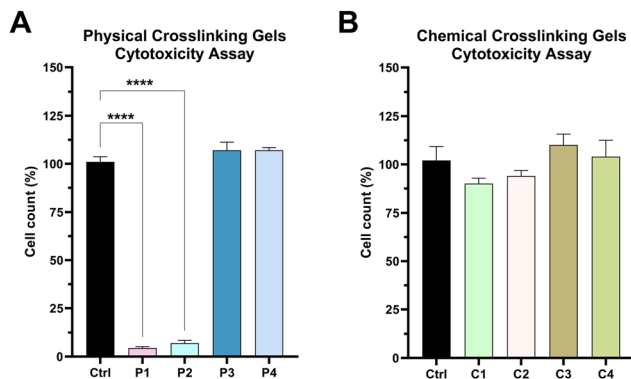 A
Physical Crosslinking Gels
Cytotoxicity Assay
Cell count (%)
150
125
100
75
50
25
0
****
****
Ctrl P1 P2 P3 P4
B
Chemical Crosslinking Gels
Cytotoxicity Assay
Cell count (%)
150
125
100
75
50
25
0
Ctrl C1 C2 C3 C4